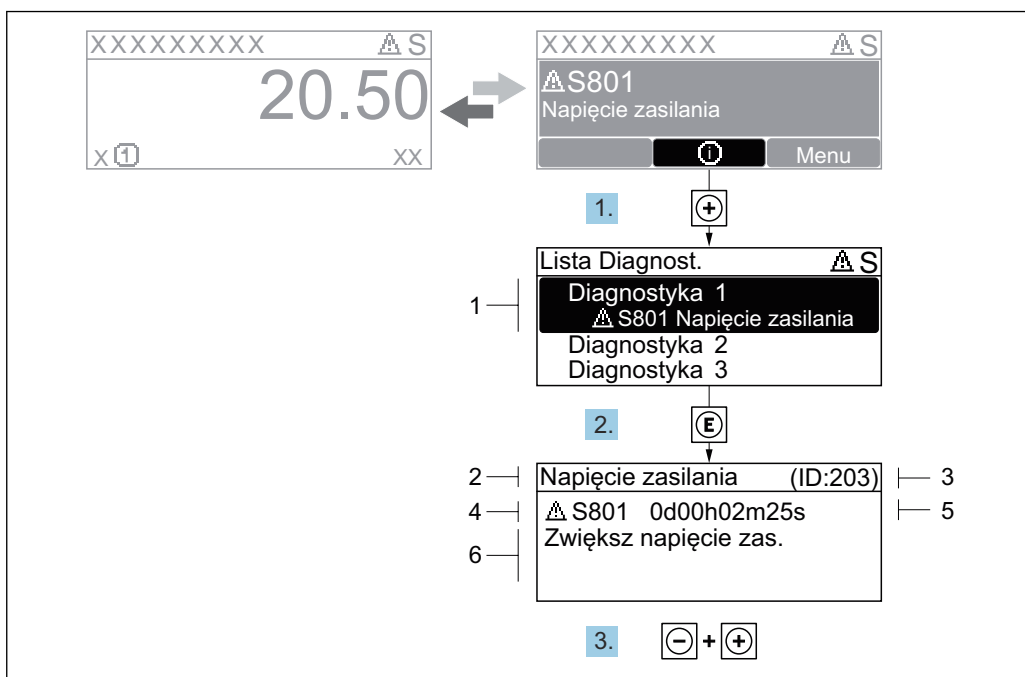 XXXXXXXXX ⚠ S
20.50
X 1 XX
XXXXXXXXX ⚠ S
⚠ S801
Napięcie zasilania
i Menu
1. +
Lista Diagnost. ⚠ S
1
Diagnostyka 1
⚠ S801 Napięcie zasilania
Diagnostyka 2
Diagnostyka 3
2. E
2 Napięcie zasilania (ID:203) 3
4 ⚠ S801 0d00h02m25s 5
6 Zwiększ napięcie zas.
3. - + +